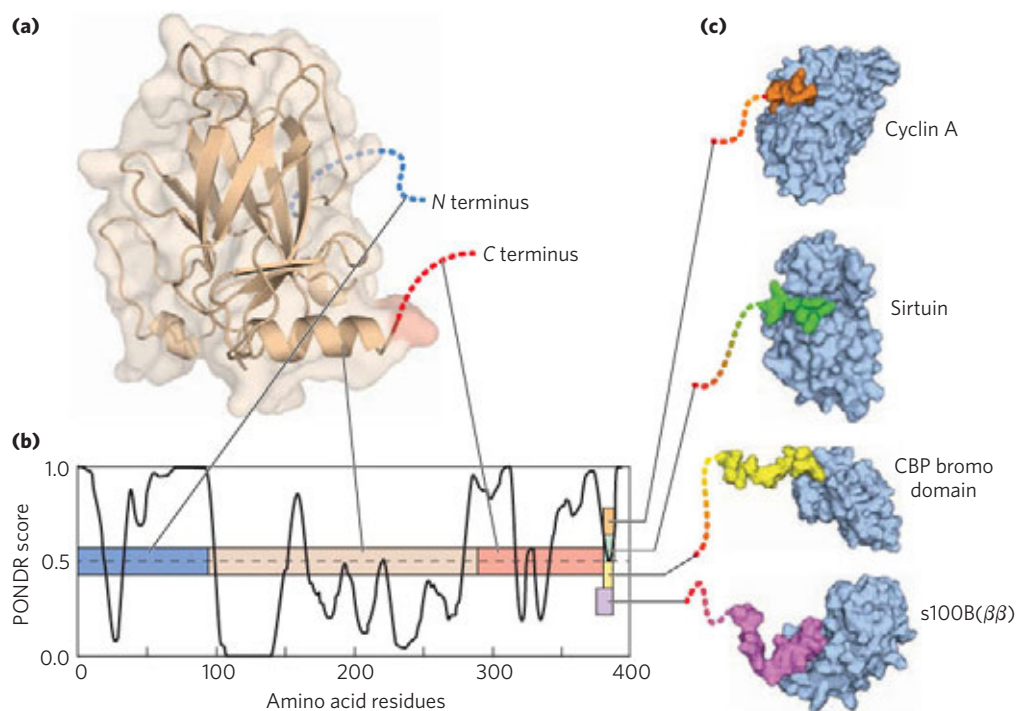 (a)
N terminus
C terminus
(b)
1.0
0.5
0.0
PONDR score
0
100
200
300
400
Amino acid residues
(c)
Cyclin A
Sirtuin
CBP bromo
domain
s100B(ββ)